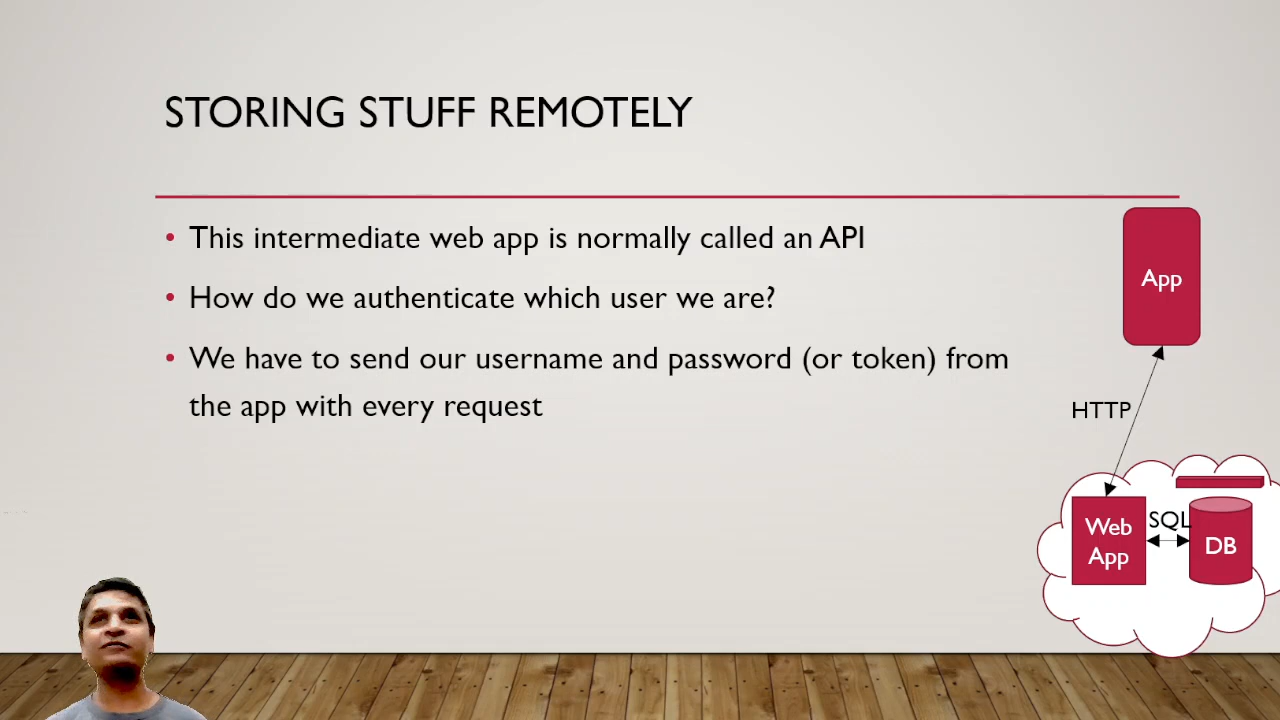 STORING STUFF REMOTELY
This intermediate web app is normally called an API
How do we authenticate which user we are?
We have to send our username and password (or token) from
the app with every request
App
HTTP
Web
App
SQL
DB